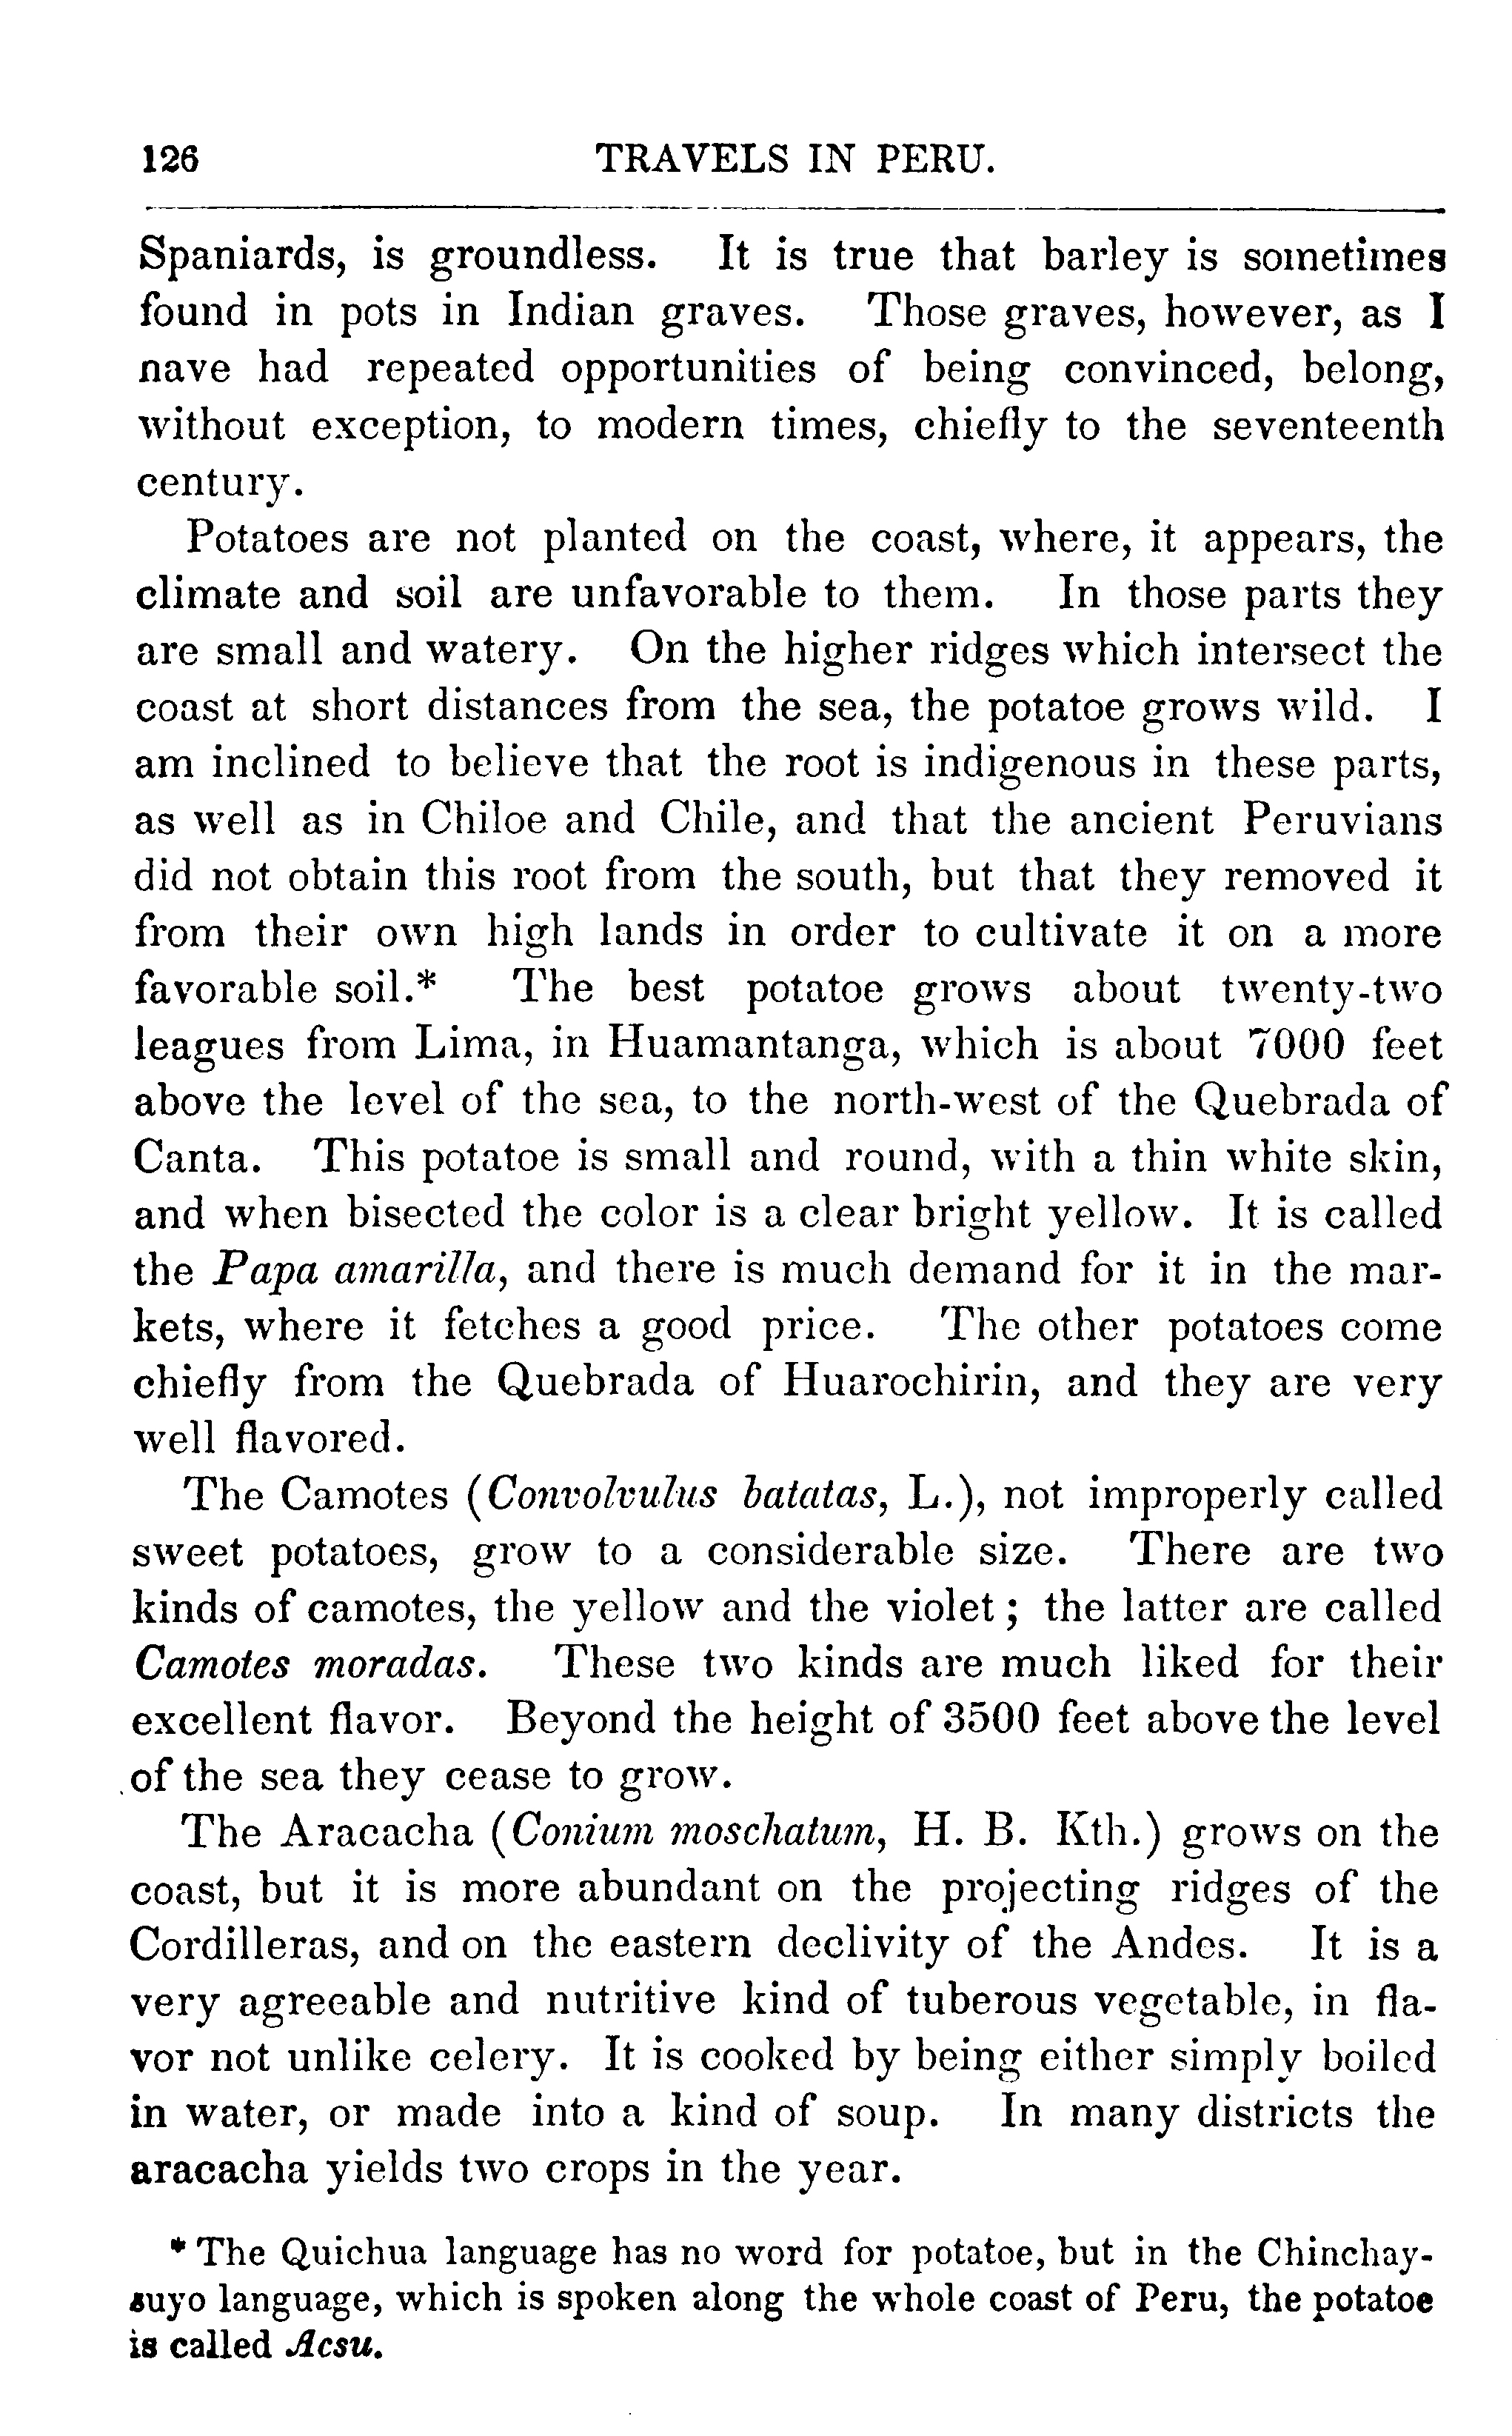 126 TRAVELS IN PERU.
Spaniards, is groundless. It is true that barley is sometimes
found in pots in Indian graves. Those graves, however, as I
nave had repeated opportunities of being convinced, belong,
without exception, to modern times, chiefly to the seventeenth
century.
Potatoes are not planted on the coast, where, it appears, the
climate and soil are unfavorable to them. In those parts they
are small and watery. On the higher ridges which intersect the
coast at short distances from the sea, the potatoe grows wild. I
am inclined to believe that the root is indigenous in these parts,
as well as in Chiloe and Chile, and that the ancient Peruvians
did not obtain this root from the south, but that they removed it
from their own high lands in order to cultivate it on a more
favorable soil.* The best potatoe grows about twenty-two
leagues from Lima, in Huamantanga, which is about 7000 feet
above the level of the sea, to the north-west of the Quebrada of
Canta. This potatoe is small and round, with a thin white skin,
and when bisected the color is a clear bright yellow. It is called
the Papa amarilla, and there is much demand for it in the mar-
kets, where it fetches a good price. The other potatoes come
chiefly from the Quebrada of Huarochirin, and they are very
well flavored.
The Camotes (Convolvulus batatas, L.), not improperly called
sweet potatoes, grow to a considerable size. There are two
kinds of camotes, the yellow and the violet; the latter are called
Camotes moradas. These two kinds are much liked for their
excellent flavor. Beyond the height of 3500 feet above the level
of the sea they cease to grow.
The Aracacha (Conium moschatum, H. B. Kth.) grows on the
coast, but it is more abundant on the projecting ridges of the
Cordilleras, and on the eastern declivity of the Andes. It is a
very agreeable and nutritive kind of tuberous vegetable, in fla-
vor not unlike celery. It is cooked by being either simply boiled
in water, or made into a kind of soup. In many districts the
aracacha yields two crops in the year.
* The Quichua language has no word for potatoe, but in the Chinchay-
suyo language, which is spoken along the whole coast of Peru, the potatoe
is called Acsu.